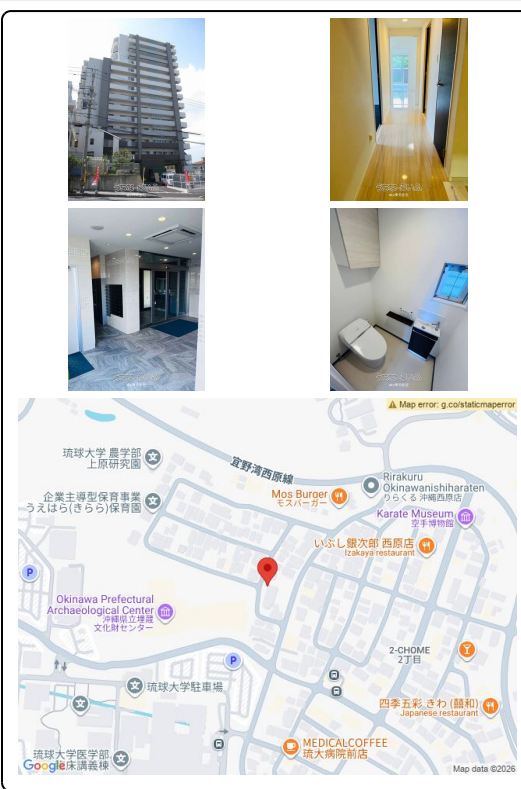 Map error: g.co/staticmaperror
琉球大学 農学部
上原研究園
宜野湾西原線
Rirakuru
Okinawanishiharaten
りらくる 沖縄西原店
企業主導型保育事業
うえはら(きらら)保育園
Mos Burger
モスバーガー
Karate Museum
空手博物館
いぶし銀次郎 西原店
Izakaya restaurant
P
Okinawa Prefectural
Archaeological Center
沖縄県立埋蔵
文化財センター
2-CHOME
2丁目
P
琉球大学駐車場
四季五彩 きわ (囍和)
Japanese restaurant
MEDICALCOFFEE
琉大病院前店
琉球大学医学部
Google
床講義棟
Map data ©2026